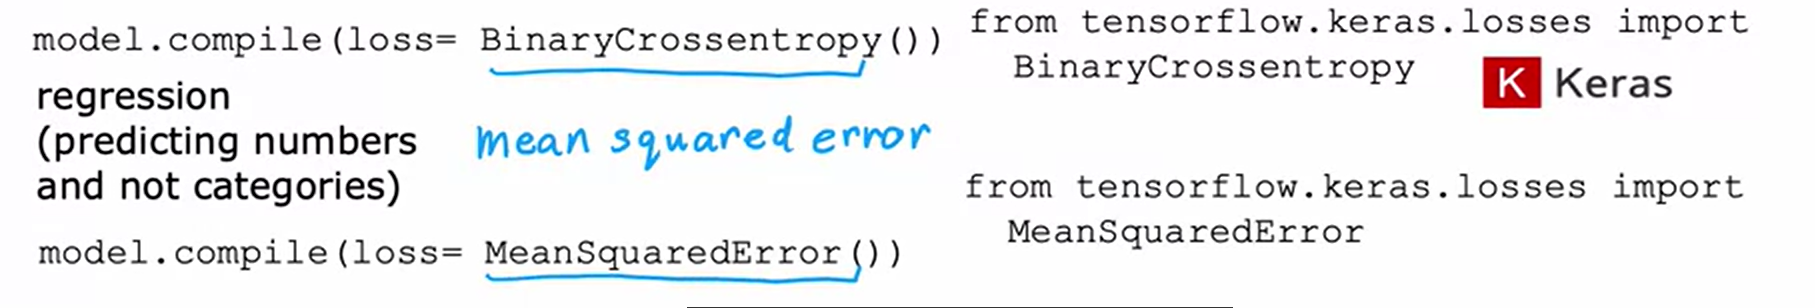 model.compile(loss= BinaryCrossentropy())
regression
(predicting numbers
and not categories)
mean squared error
model.compile(loss= MeanSquaredError())
from tensorflow.keras.losses import
BinaryCrossentropy
K Keras
from tensorflow.keras.losses import
MeanSquaredError